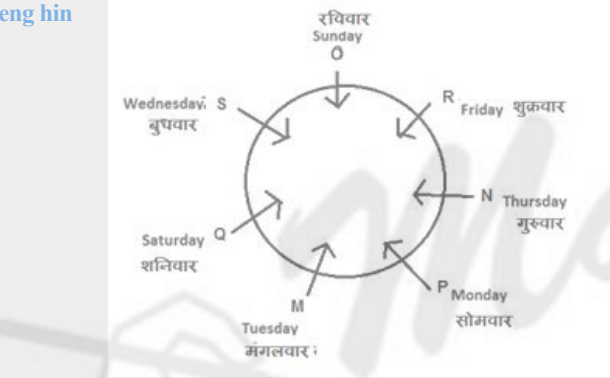 eng hin
रविवार
Sunday
O
R
Friday शुक्रवार
Wednesday: S
बुधवार
N
Thursday
गुरुवार
Saturday Q
शनिवार
P Monday
सोमवार
M
Tuesday
मंगलवार